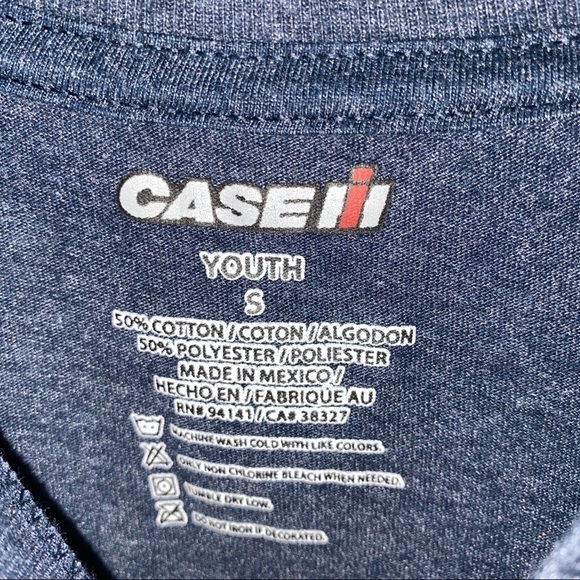 CASE IH
YOUTH
S
50% COTTON / COTON / ALGODON
50% POLYESTER / POLIESTER
MADE IN MEXICO /
HECHO EN / FABRIQUE AU
RN# 94141 / CA# 38327
MACHINE WASH COLD WITH LIKE COLORS.
ONLY NON CHLORINE BLEACH WHEN NEEDED.
TUMBLE DRY LOW.
DO NOT IRON IF DECORATED.